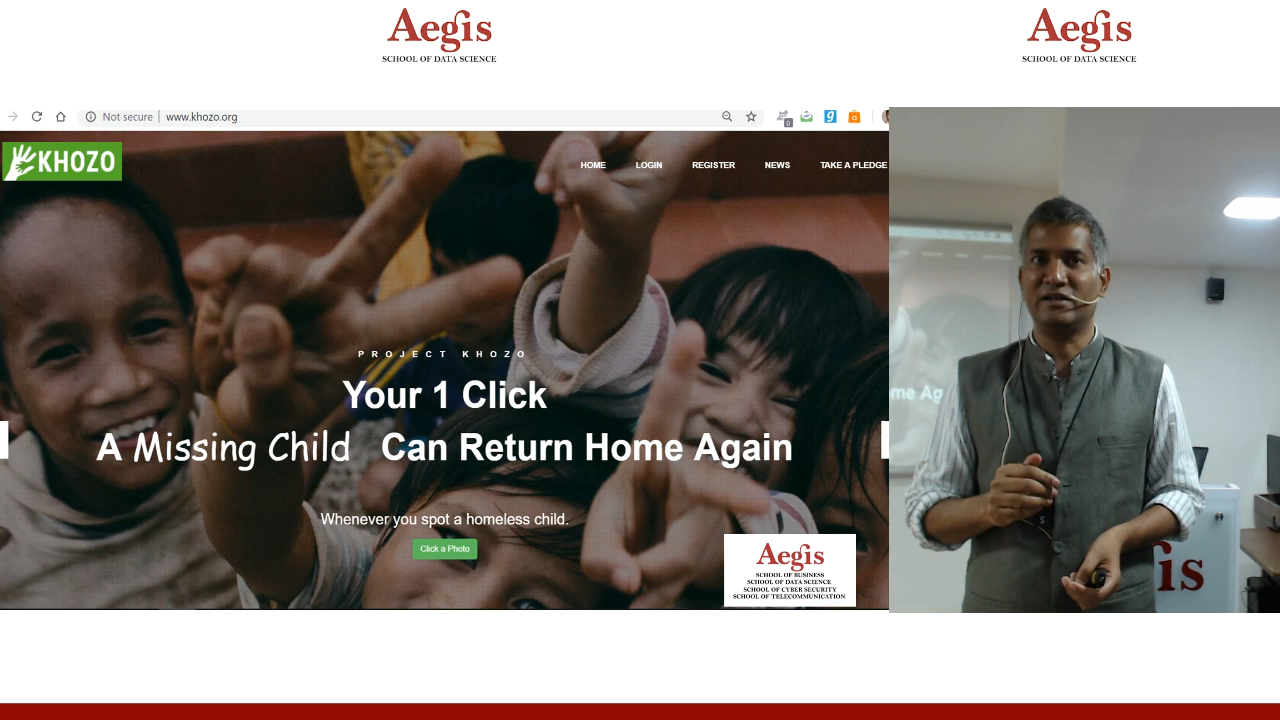 Aegis
SCHOOL OF DATA SCIENCE
Aegis
SCHOOL OF DATA SCIENCE
Not secure | www.khozo.org
0
g
KHOZO
HOME LOGIN REGISTER NEWS TAKE A PLEDGE
PROJECT KHOZO
Your 1 Click
A Missing Child Can Return Home Again
Whenever you spot a homeless child.
Click a Photo
Aegis
SCHOOL OF BUSINESS
SCHOOL OF DATA SCIENCE
SCHOOL OF CYBER SECURITY
SCHOOL OF TELECOMMUNICATION
ome Ag
is